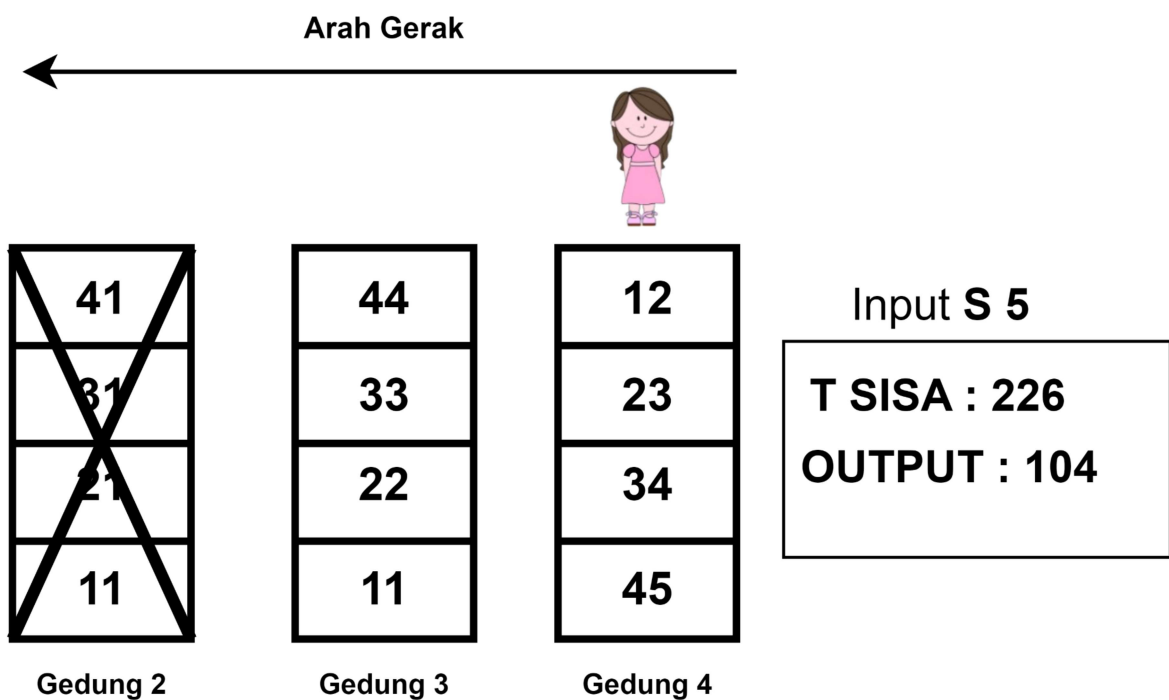 Arah Gerak
41
31
21
11
Gedung 2
44
33
22
11
Gedung 3
12
23
34
45
Gedung 4
Input S 5
T SISA : 226
OUTPUT : 104